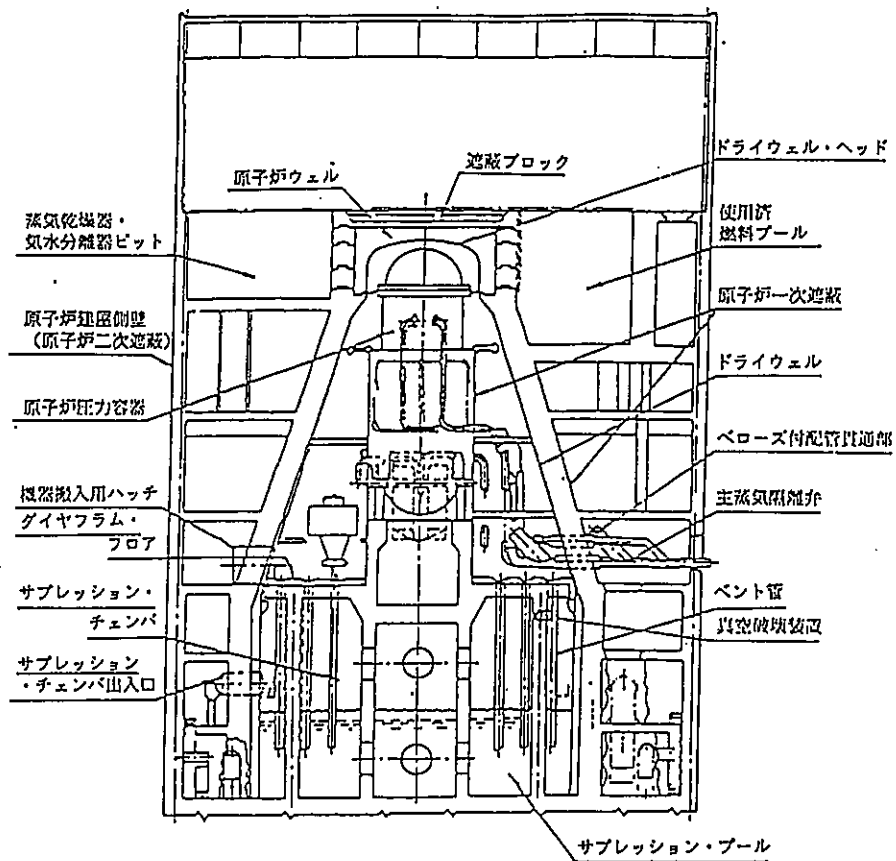 原子炉ウェル
遮蔽ブロック
ドライウェル・ヘッド
蒸気乾燥器・
気水分離器ピット
使用済
燃料プール
原子炉建屋側壁
(原子炉二次遮蔽)
原子炉一次遮蔽
原子炉圧力容器
ドライウェル
ベローズ付配管貫通部
機器搬入用ハッチ
主蒸気隔離弁
ダイヤフラム・
フロア
サプレッション・
チェンバ
ベント管
真空破壊装置
サプレッション
・チェンバ出入口
サプレッション・プール